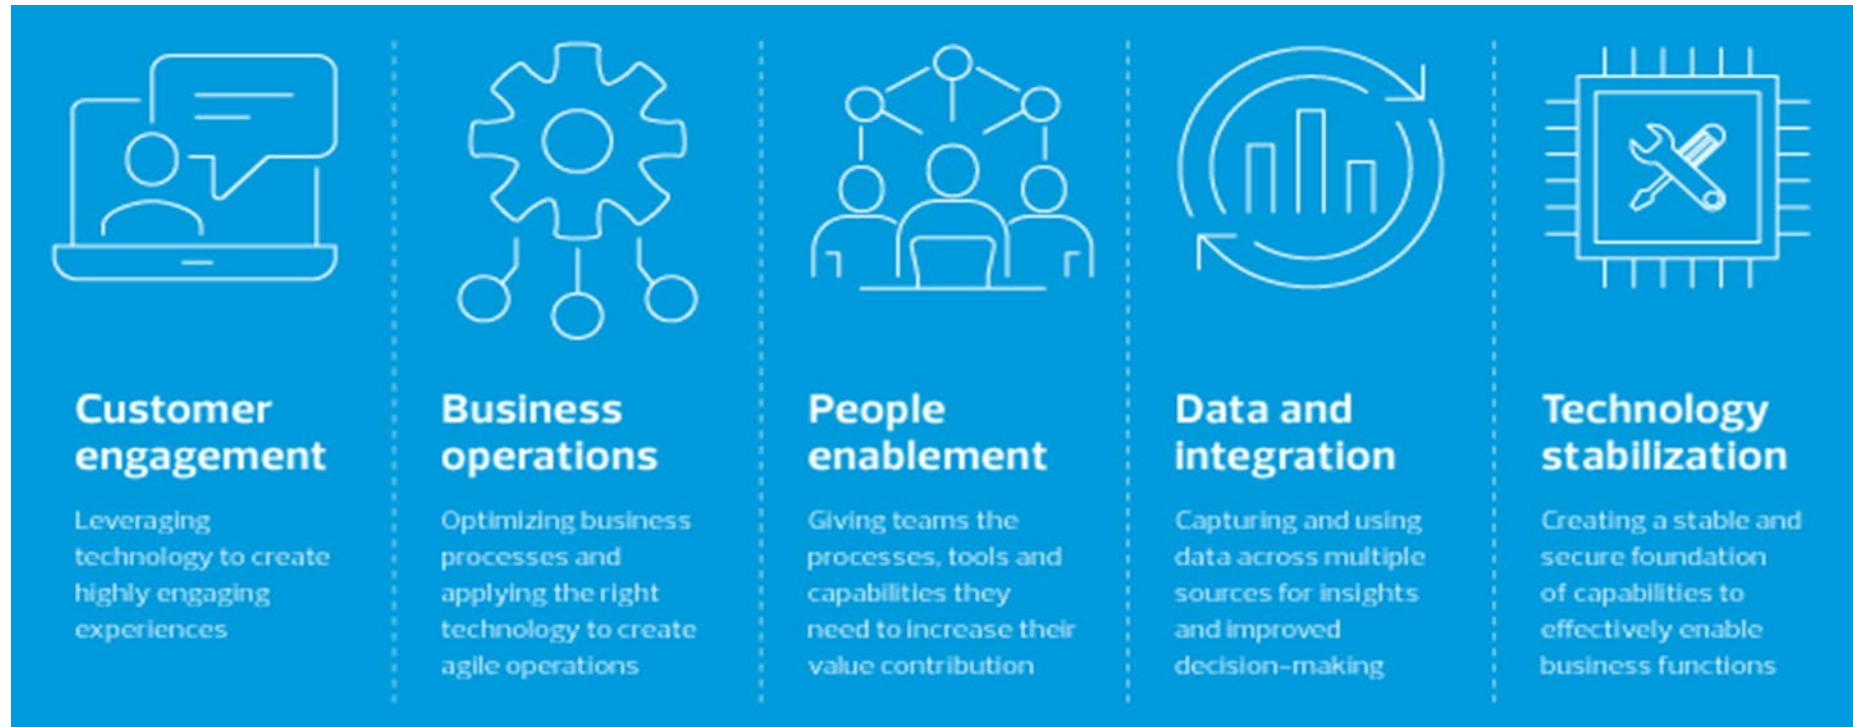 Customer
engagement
Leveraging
technology to create
highly engaging
experiences
Business
operations
Optimizing business
processes and
applying the right
technology to create
agile operations
People
enablement
Giving teams the
processes, tools and
capabilities they
need to increase their
value contribution
Data and
integration
Capturing and using
data across multiple
sources for insights
and improved
decision-making
Technology
stabilization
Creating a stable and
secure foundation
of capabilities to
effectively enable
business functions